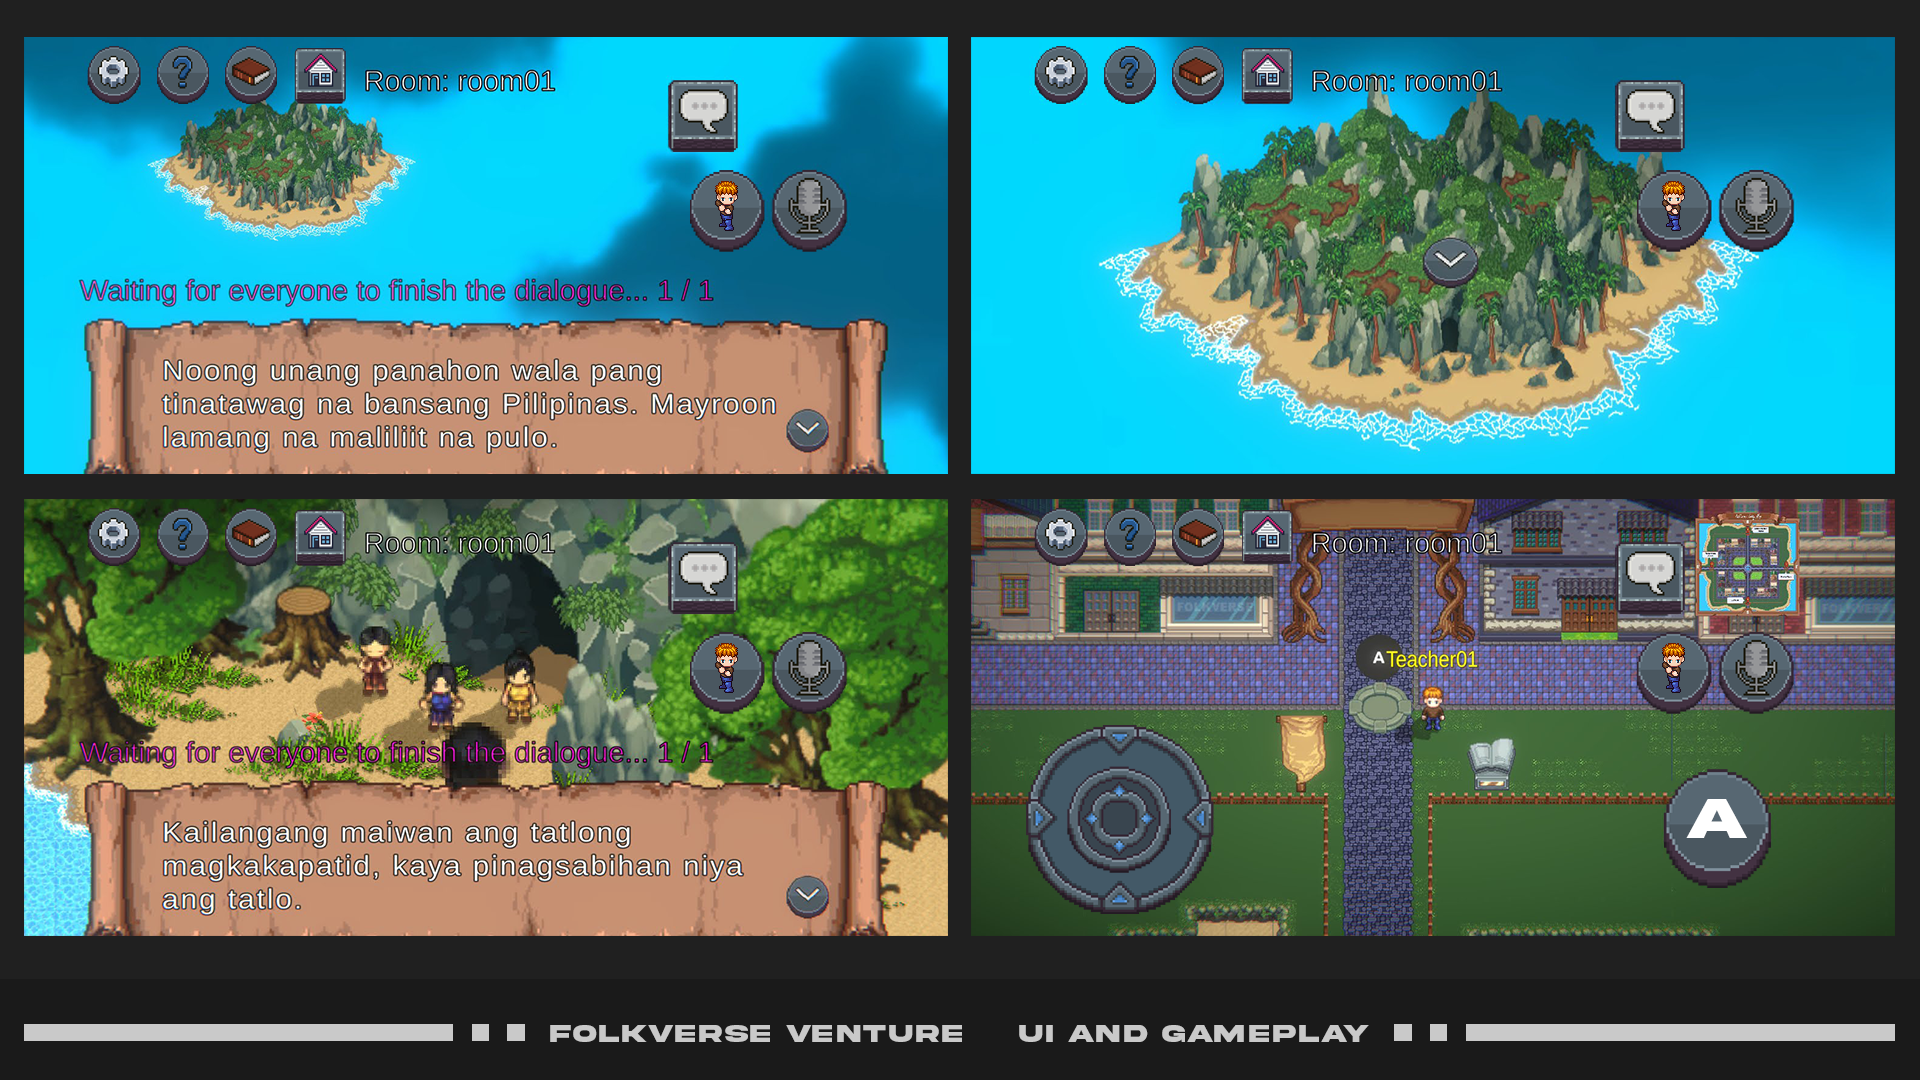 Room: room01
Waiting for everyone to finish the dialogue... 1 / 1
Noong unang panahon wala pang
tinatawag na bansang Pilipinas. Mayroon
lamang na maliliit na pulo.
Room: room01
Room: room01
Waiting for everyone to finish the dialogue... 1 / 1
Kailangang maiwan ang tatlong
magkakapatid, kaya pinagsabihan niya
ang tatlo.
Room: room01
FOLKVERSE
FOLKVERSE
A Teacher01
A
FOLKVERSE VENTURE
UI AND GAMEPLAY